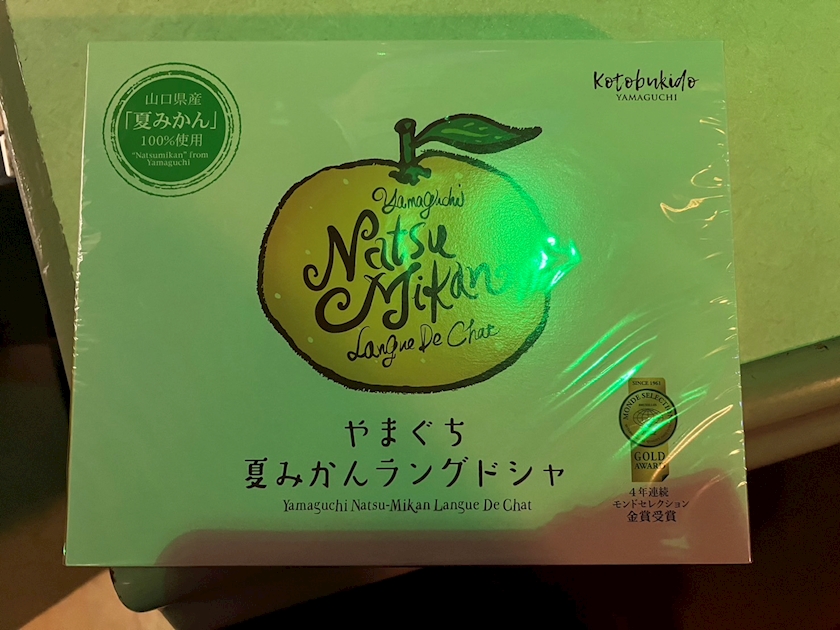 山口県産
「夏みかん」
100%使用
"Natsumikan" from
Yamaguchi
Kotobukido
YAMAGUCHI
Yamaguchi
Natsu
Mikan
Langue De Chat
やまぐち
夏みかんラングドシャ
Yamaguchi Natsu-Mikan Langue De Chat
SINCE 1961
MONDE SELECTION
GOLD
AWARD
4年連続
モンドセレクション
金賞受賞